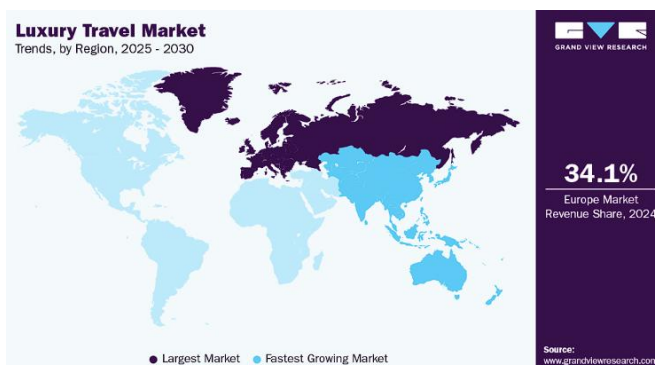 Luxury Travel Market
Trends, by Region, 2025 - 2030
GRAND VIEW RESEARCH
34.1%
Europe Market
Revenue Share, 2024
Largest Market
Fastest Growing Market
Source:
www.grandviewresearch.com